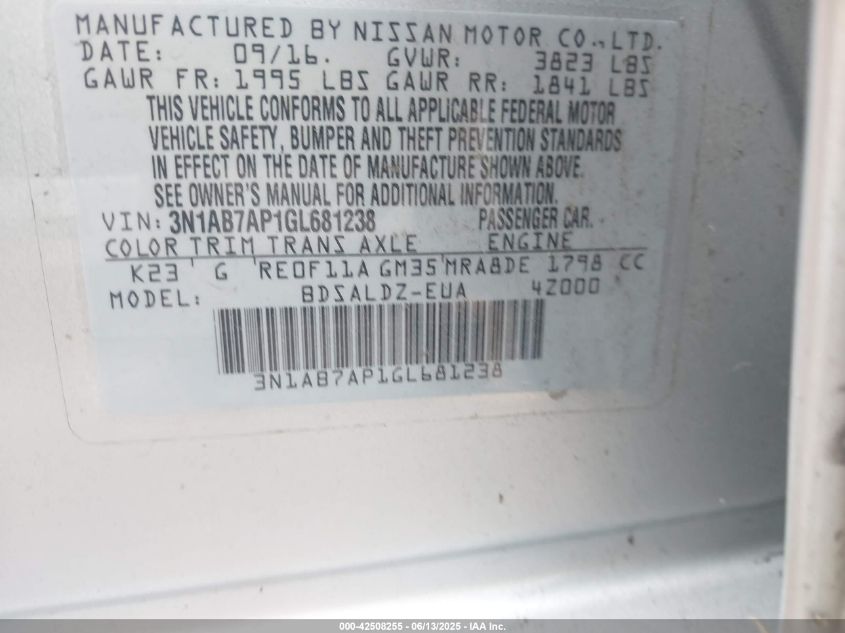 MANUFACTURED BY NISSAN MOTOR CO., LTD.
DATE: 09/16. GVWR: 3823 LBS
GAWR FR: 1995 LBS GAWR RR: 1841 LBS
THIS VEHICLE CONFORMS TO ALL APPLICABLE FEDERAL MOTOR
VEHICLE SAFETY, BUMPER AND THEFT PREVENTION STANDARDS
IN EFFECT ON THE DATE OF MANUFACTURE SHOWN ABOVE.
SEE OWNER'S MANUAL FOR ADDITIONAL INFORMATION.
VIN: 3N1AB7AP1GL681238 PASSENGER CAR.
COLOR TRIM TRANS AXLE ENGINE
K23 G RE0F11A GM35 MRA8DE 1798 CC
MODEL: BDSALDZ-EUA 4Z000
3N1AB7AP1GL681238
000-42508255 - 06/13/2025 - IAA Inc.